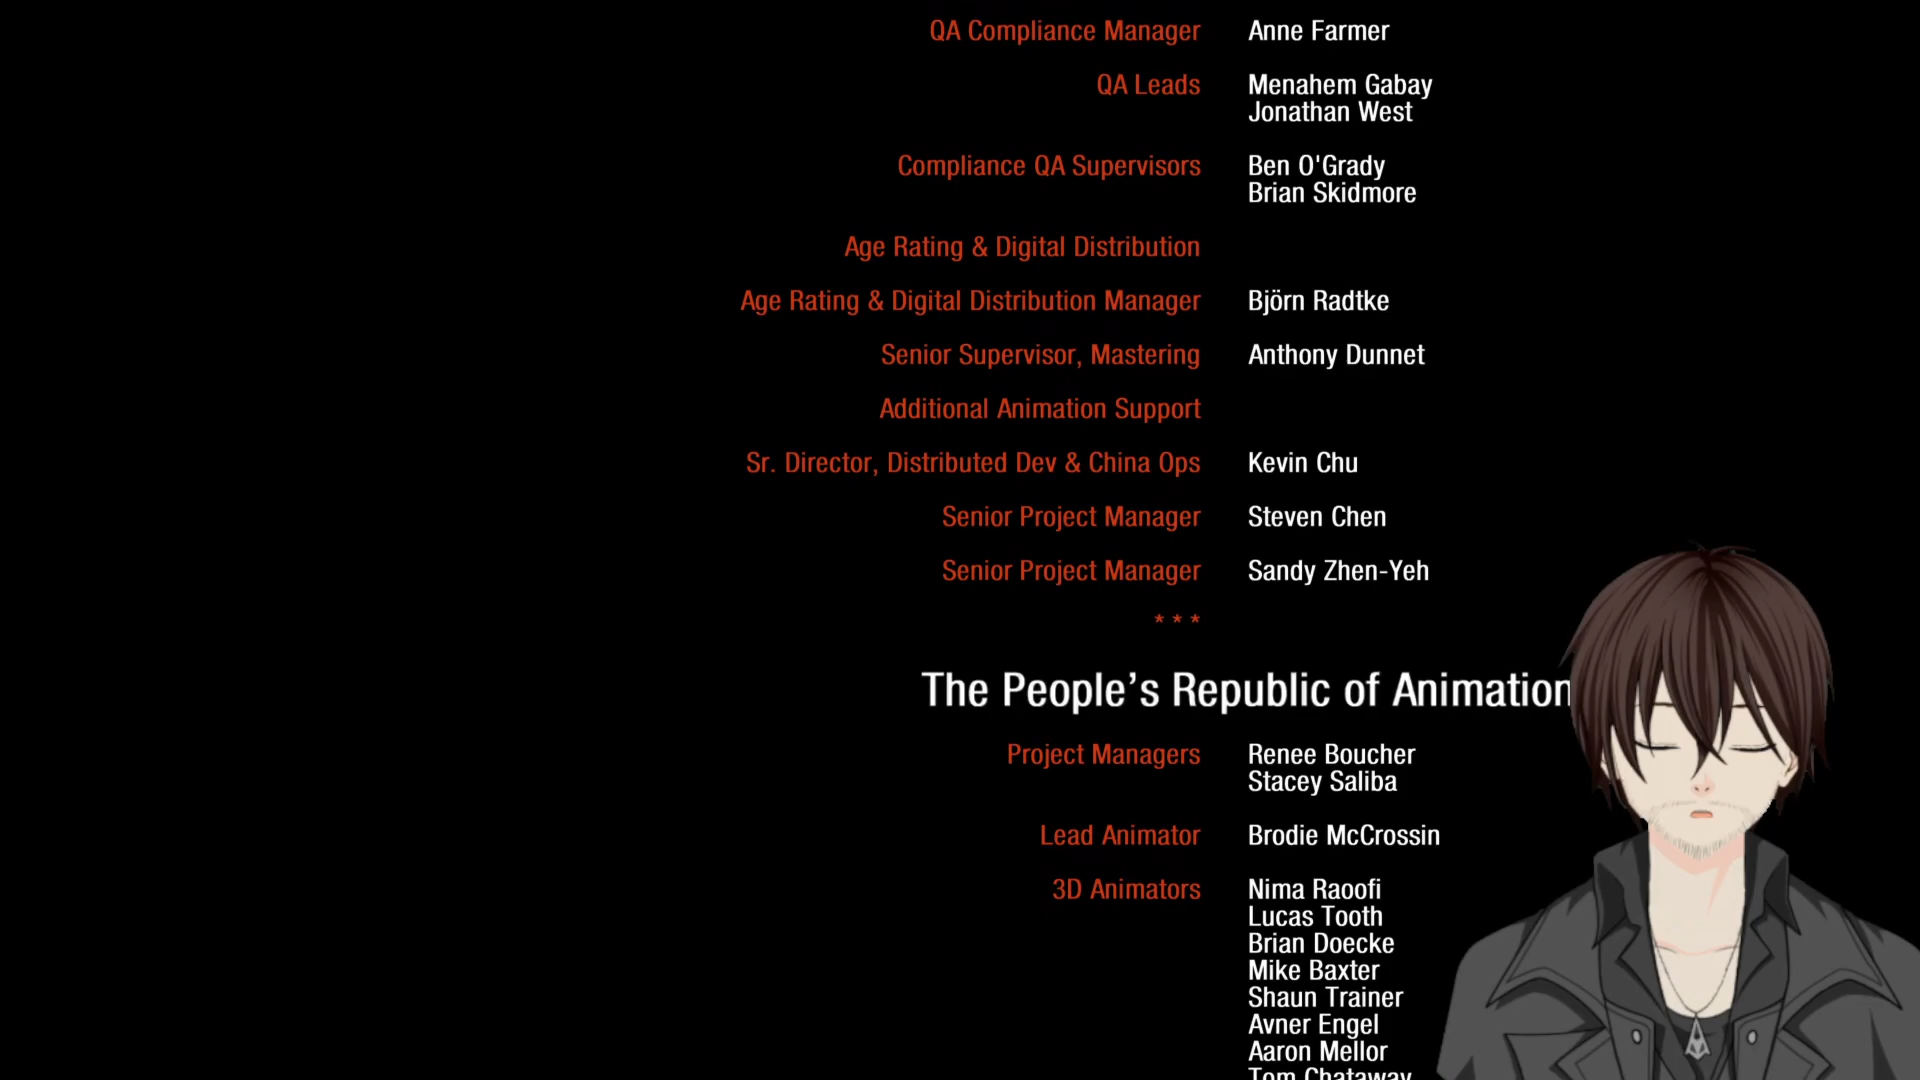 QA Compliance Manager Anne Farmer
QA Leads Menahem Gabay
Jonathan West
Compliance QA Supervisors Ben O'Grady
Brian Skidmore
Age Rating & Digital Distribution
Age Rating & Digital Distribution Manager Björn Radtke
Senior Supervisor, Mastering Anthony Dunnet
Additional Animation Support
Sr. Director, Distributed Dev & China Ops Kevin Chu
Senior Project Manager Steven Chen
Senior Project Manager Sandy Zhen-Yeh
* * *
The People’s Republic of Animation
Project Managers Renee Boucher
Stacey Saliba
Lead Animator Brodie McCrossin
3D Animators Nima Raoofi
Lucas Tooth
Brian Doecke
Mike Baxter
Shaun Trainer
Avner Engel
Aaron Mellor
Tom Chataway